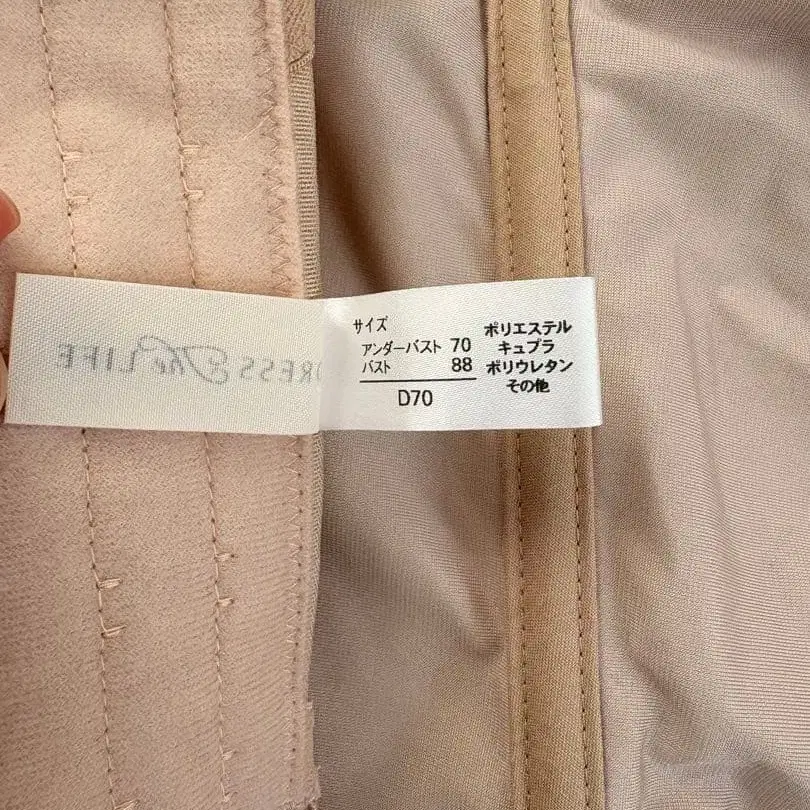 DRESS The LIFE
サイズ
アンダーバスト 70
バスト 88
D70
ポリエステル
キュプラ
ポリウレタン
その他